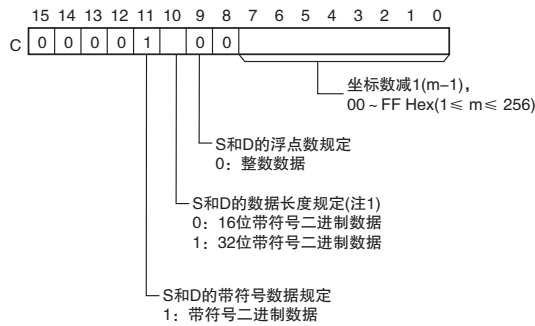 15 14 13 12 11 10 9 8 7 6 5 4 3 2 1 0
C 0 0 0 0 1 0 0
坐标数减1(m−1),
00~FF Hex(1≤ m≤ 256)
S和D的浮点数规定
0：整数数据
S和D的数据长度规定(注1)
0：16位带符号二进制数据
1：32位带符号二进制数据
S和D的带符号数据规定
1：带符号二进制数据